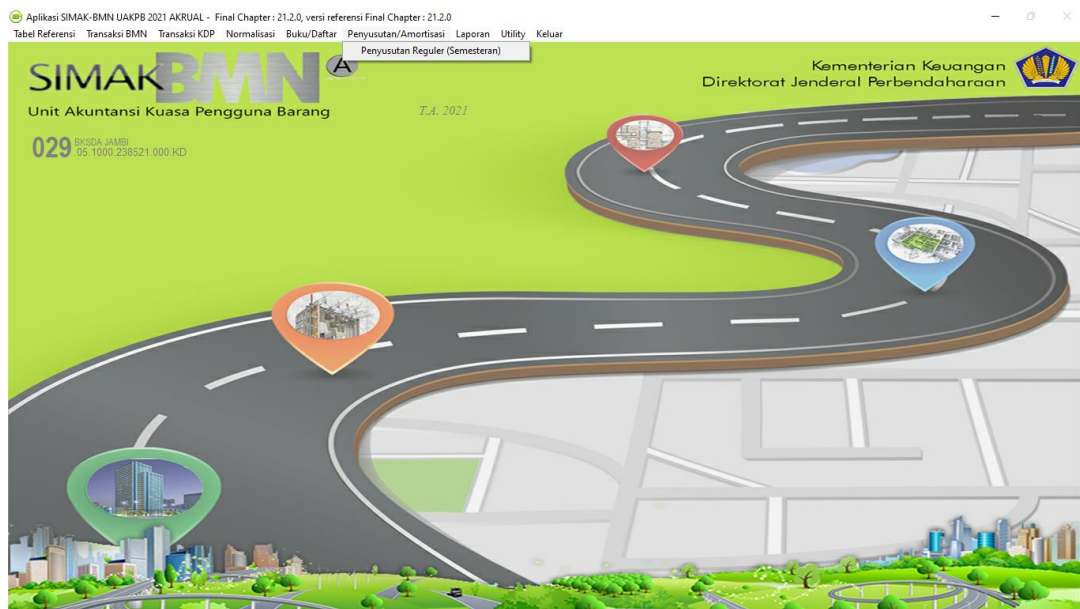 Aplikasi SIMAK-BMN UAKPB 2021 AKRUAL - Final Chapter : 21.2.0, versi referensi Final Chapter : 21.2.0
Tabel Referensi Transaksi BMN Transaksi KDP Normalisasi Buku/Daftar Penyusutan/Amortisasi Laporan Utility Keluar
Penyusutan Reguler (Semesteran)
SIMAK BMN A
Kementerian Keuangan
Direktorat Jenderal Perbendaharaan
Unit Akuntansi Kuasa Pengguna Barang
T.A. 2021
029 BKSDA JAMBI
.05.1000.238521.000.KD